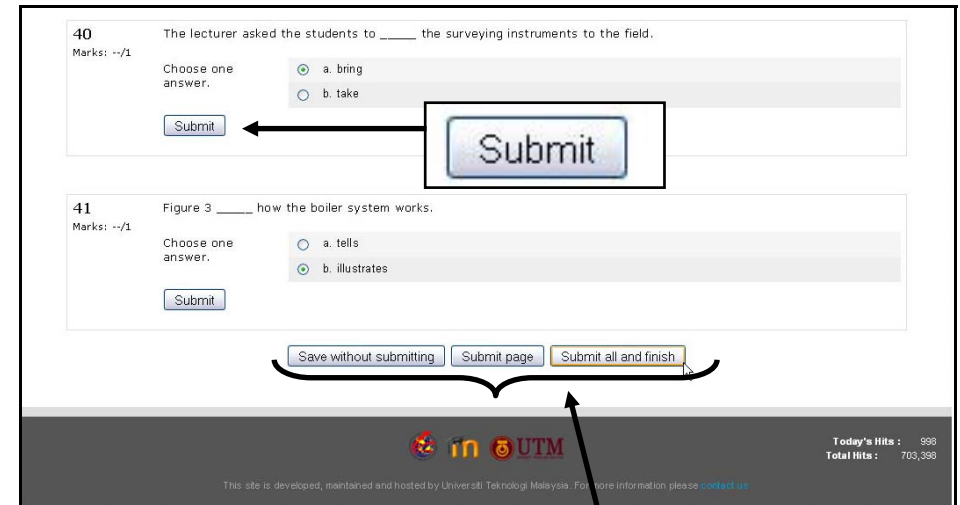 40
Marks: --/1
The lecturer asked the students to _____ the surveying instruments to the field.
Choose one
answer.
a. bring
b. take
Submit
Submit
41
Marks: --/1
Figure 3 _____ how the boiler system works.
Choose one
answer.
a. tells
b. illustrates
Submit
Save without submitting Submit page Submit all and finish
UTM
Today's Hits : 998
Total Hits : 703,398
This site is developed, maintained and hosted by Universiti Teknologi Malaysia. For more information please contact us